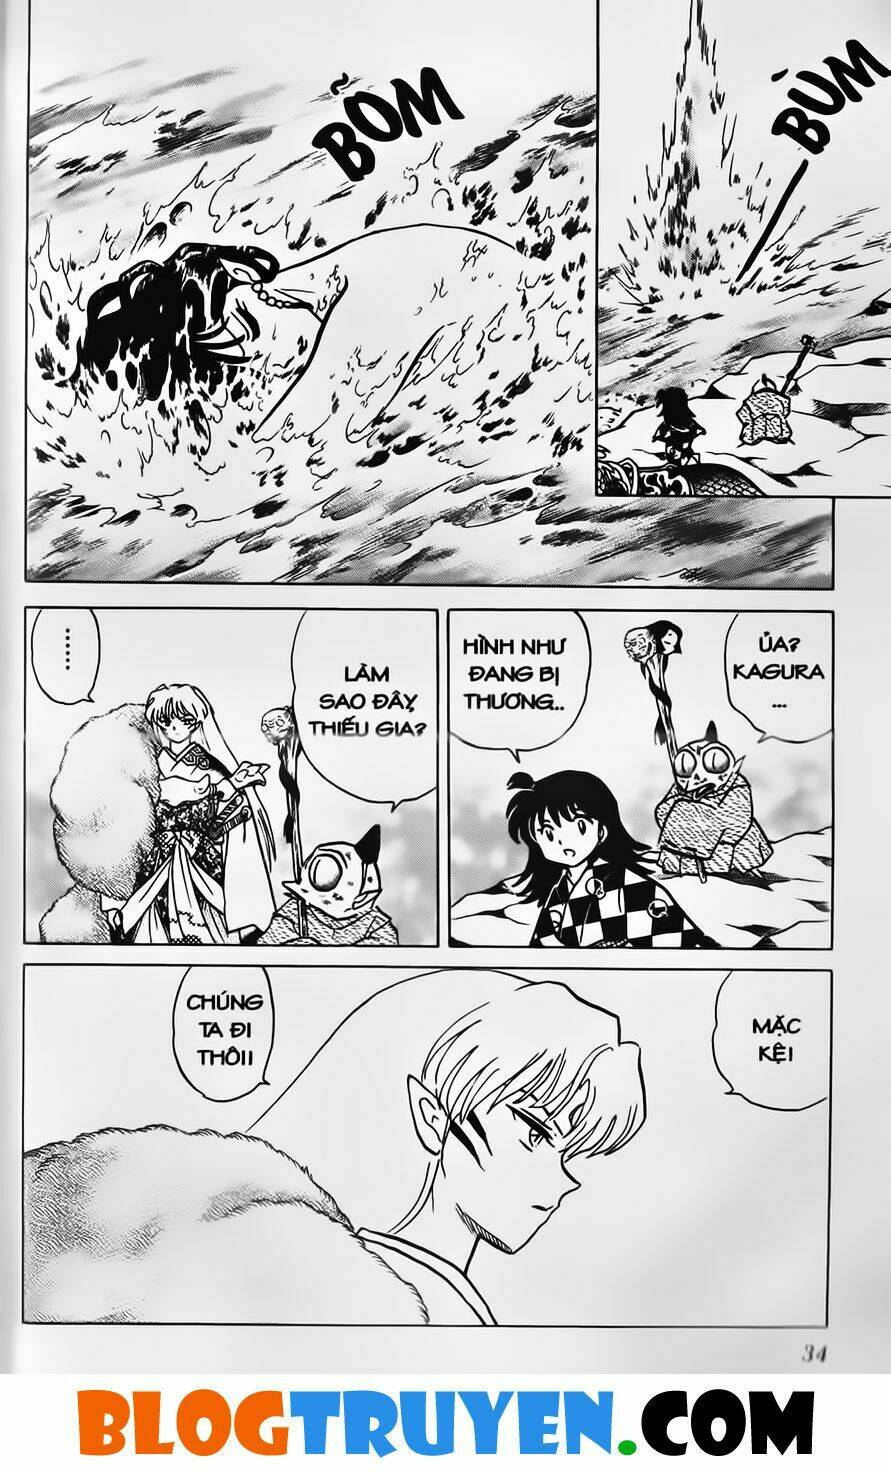 BÙM
BÕM
ỦA?
KAGURA
...
HÌNH NHƯ
ĐANG BỊ
THƯƠNG..
LÀM
SAO ĐÂY,
THIẾU GIA?
......
MẶC
KỆ!
CHÚNG
TA ĐI
THÔI!
34
BLOGTRUYEN.COM